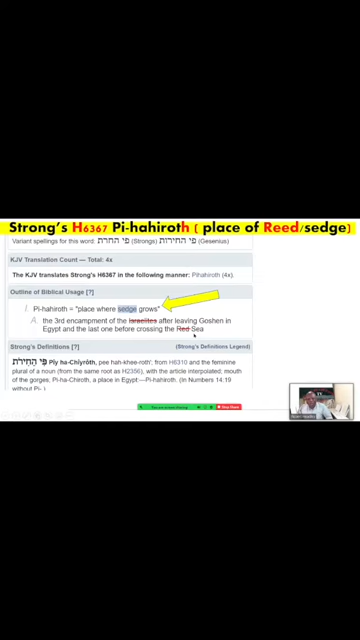 Strong's H6367 Pi-hahiroth ( place of Reed/sedge)
Variant spellings for this word: פי החרת (Strongs) פי החירות (Gesenius)
KJV Translation Count — Total: 4x
The KJV translates Strong's H6367 in the following manner: Pihahiroth (4x).
Outline of Biblical Usage [?]
I. Pi-hahiroth = "place where sedge grows"
A. the 3rd encampment of the Israelites after leaving Goshen in
Egypt and the last one before crossing the Red Sea
Strong's Definitions [?] (Strong's Definitions Legend)
פִּי הַחִירֹת Pîy ha-Chîyrôth, pee hah-khee-roth'; from H6310 and the feminine
plural of a noun (from the same root as H2356), with the article interpolated; mouth
of the gorges; Pi-ha-Chiroth, a place in Egypt:—Pi-hahiroth. (In Numbers 14:19
without Pi-.)
Stop Share